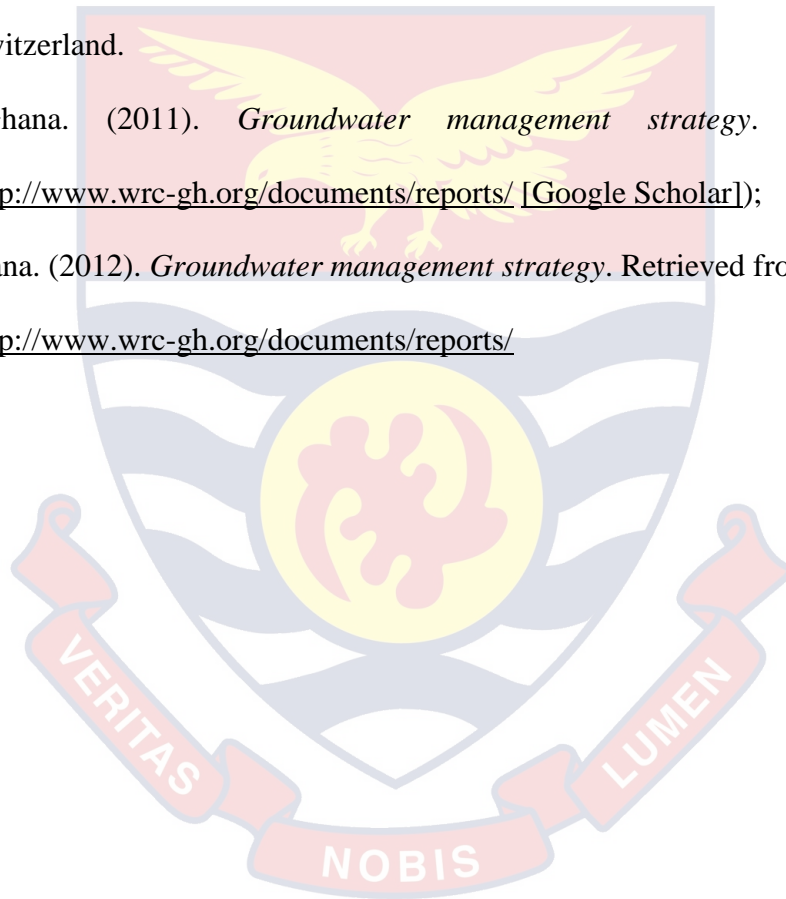 vitzerland.
hana. (2011). Groundwater management strategy.
p://www.wrc-gh.org/documents/reports/ [Google Scholar]);
ana. (2012). Groundwater management strategy. Retrieved fro
p://www.wrc-gh.org/documents/reports/
VERITAS
NOBIS
LUMEN